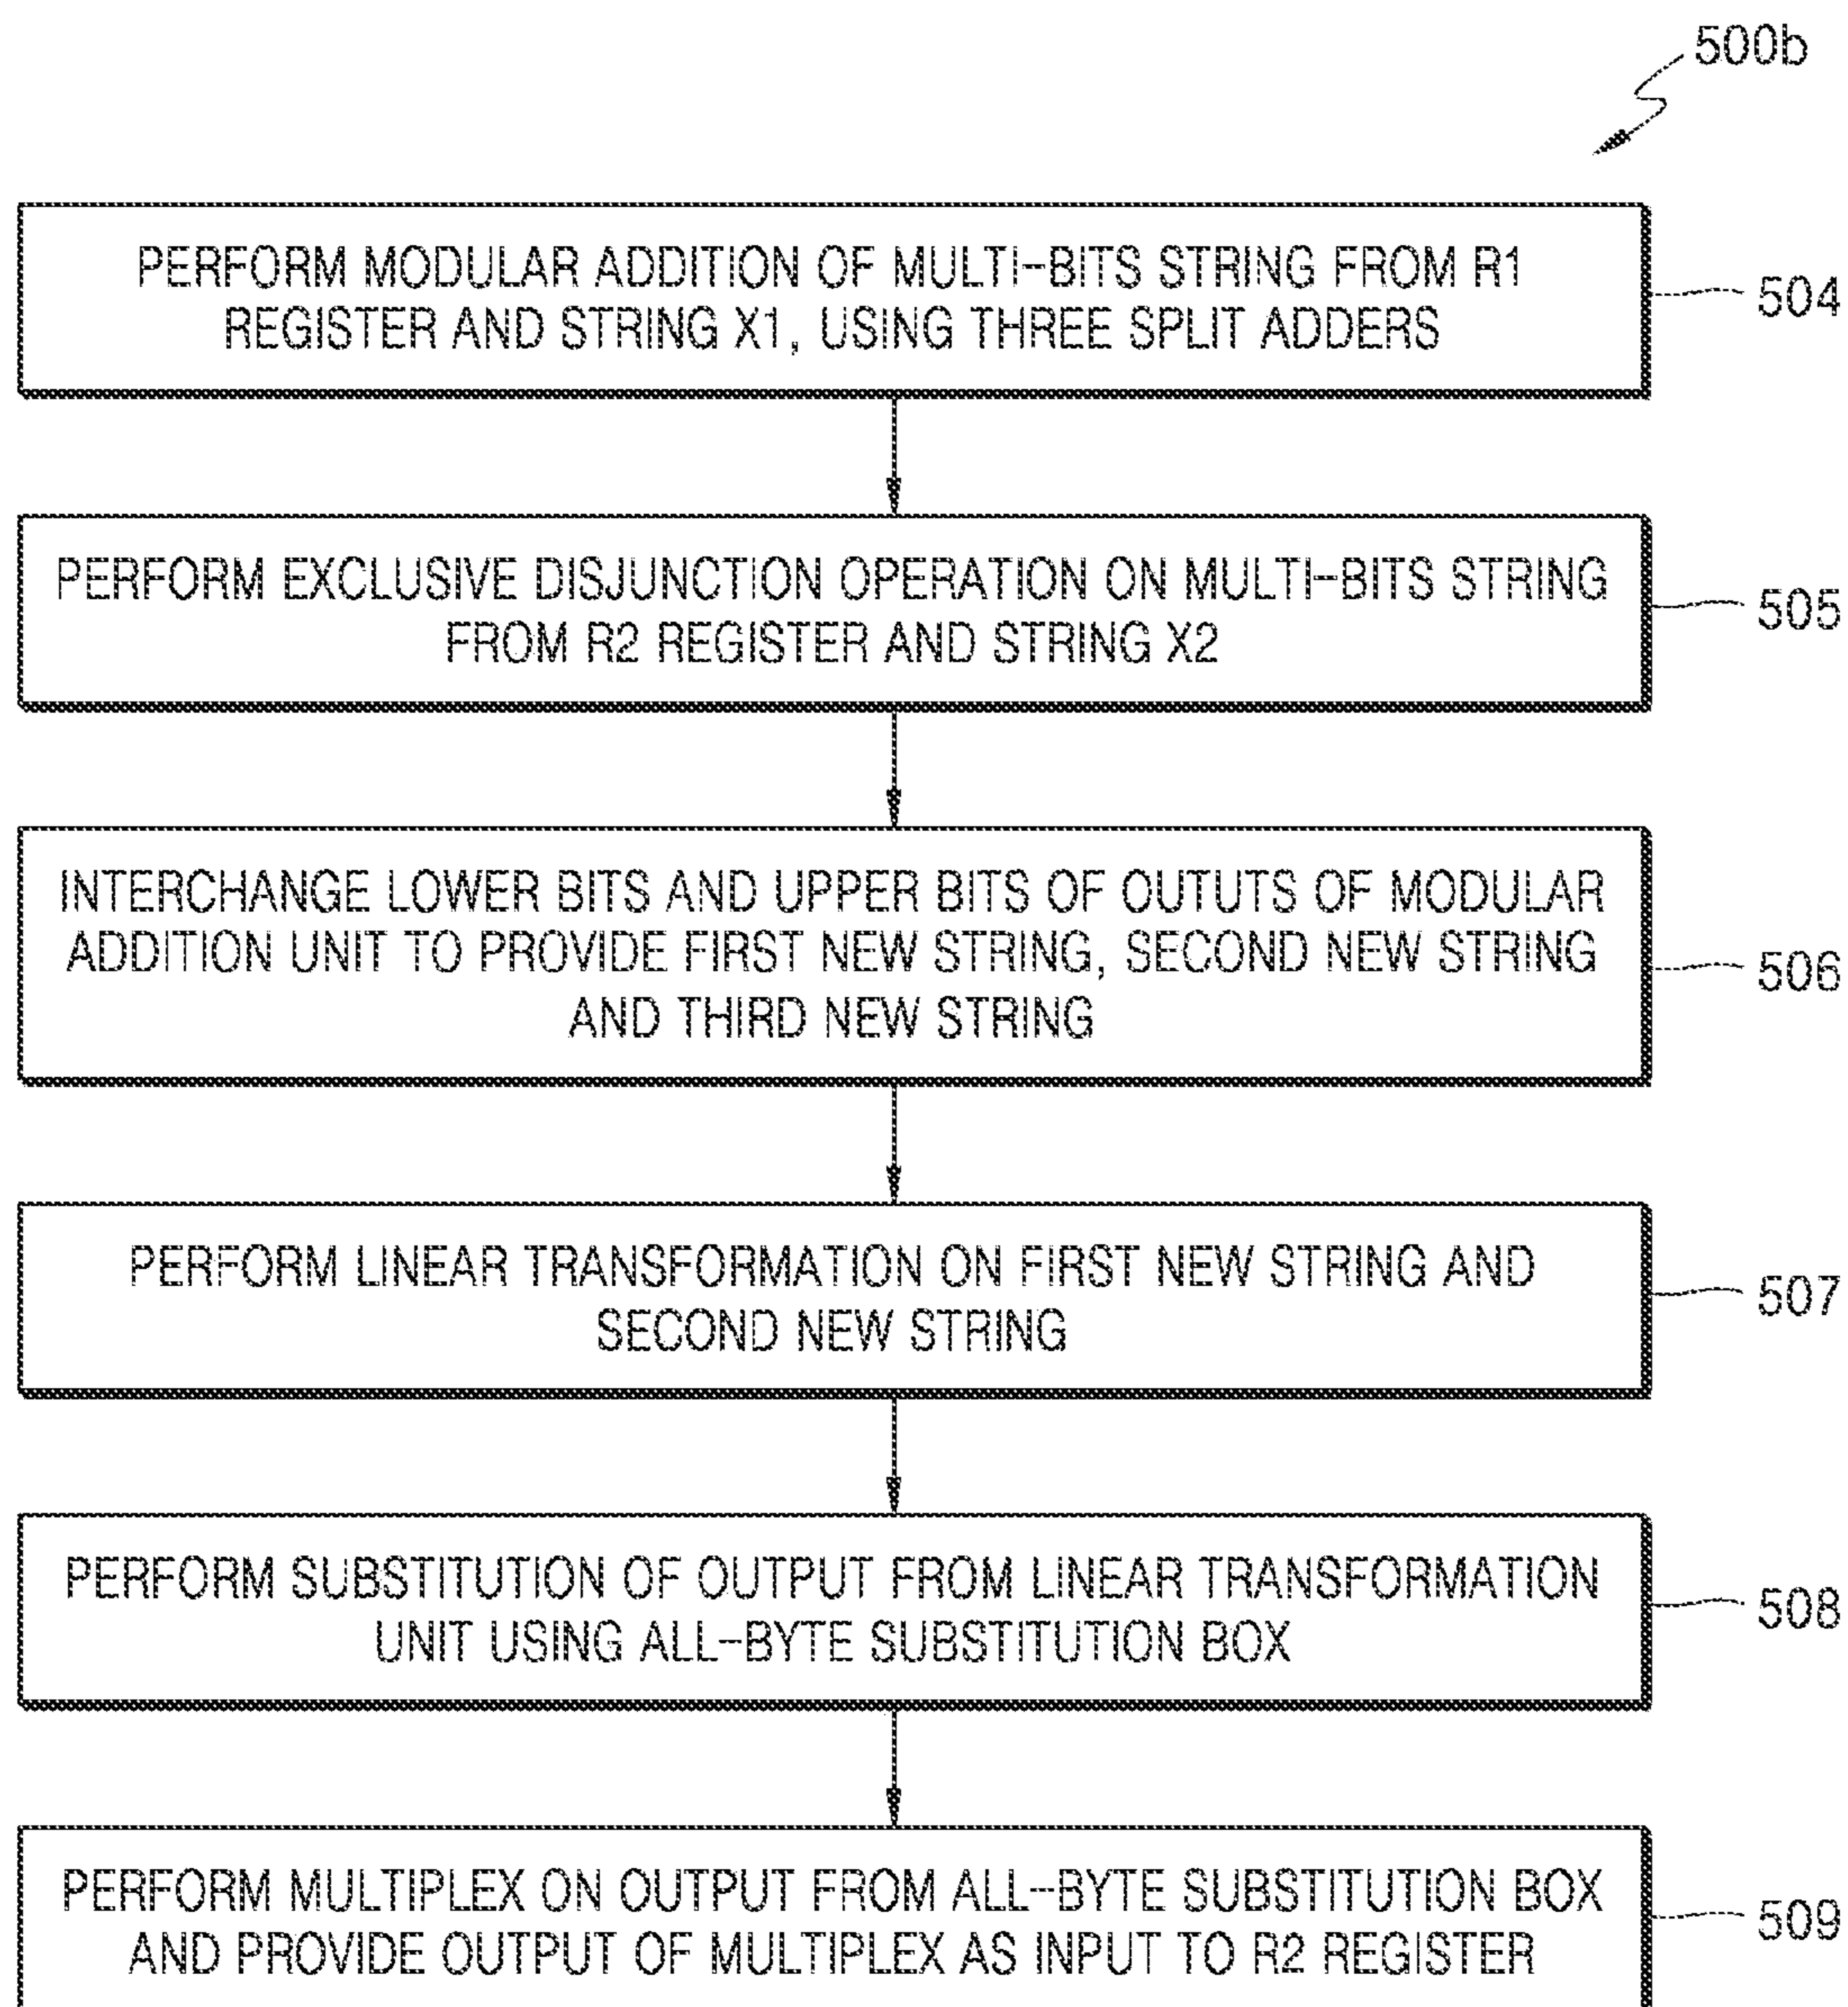 500b
PERFORM MODULAR ADDITION OF MULTI-BITS STRING FROM R1
REGISTER AND STRING X1, USING THREE SPLIT ADDERS
504
PERFORM EXCLUSIVE DISJUNCTION OPERATION ON MULTI-BITS STRING
FROM R2 REGISTER AND STRING X2
505
INTERCHANGE LOWER BITS AND UPPER BITS OF OUTUTS OF MODULAR
ADDITION UNIT TO PROVIDE FIRST NEW STRING, SECOND NEW STRING
AND THIRD NEW STRING
506
PERFORM LINEAR TRANSFORMATION ON FIRST NEW STRING AND
SECOND NEW STRING
507
PERFORM SUBSTITUTION OF OUTPUT FROM LINEAR TRANSFORMATION
UNIT USING ALL-BYTE SUBSTITUTION BOX
508
PERFORM MULTIPLEX ON OUTPUT FROM ALL-BYTE SUBSTITUTION BOX
AND PROVIDE OUTPUT OF MULTIPLEX AS INPUT TO R2 REGISTER
509